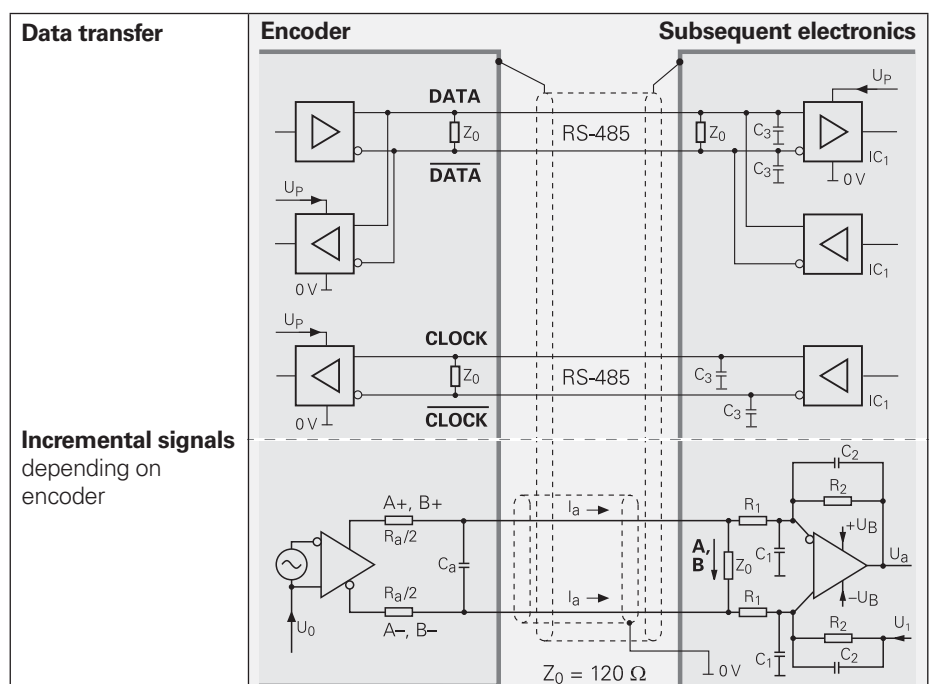 Data transfer
Encoder
Subsequent electronics
DATA
Z0
RS-485
Z0
C3
UP
DATA
C3
IC1
0 V
UP
0 V
IC1
UP
CLOCK
Z0
RS-485
C3
0 V
CLOCK
C3
IC1
Incremental signals
depending on
encoder
C2
R2
A+, B+
Ia
R1
+UB
Ra/2
Ca
A,
B
Z0
C1
Ua
Ra/2
Ia
R1
–UB
U0
A–, B–
R2
U1
C1
C2
Z0 = 120 Ω
0 V